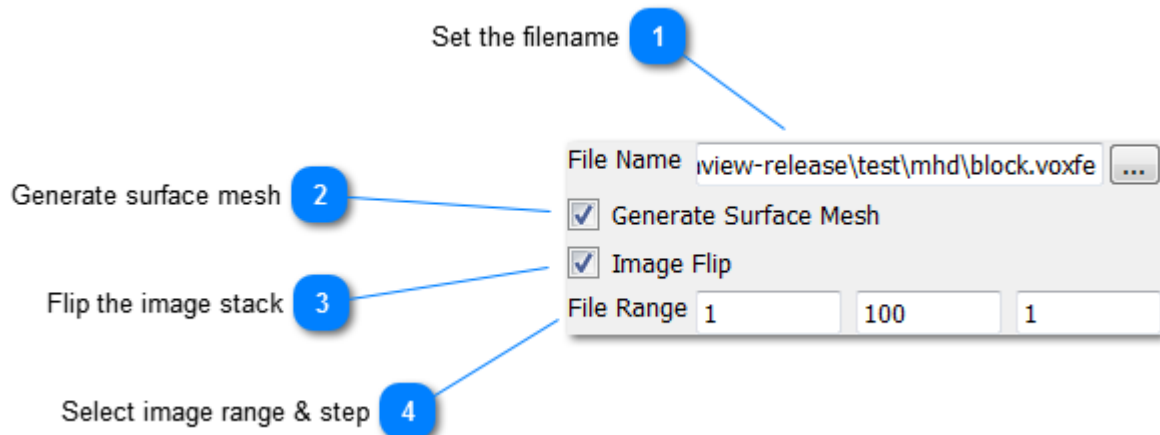 Set the filename 1
File Name view-release\test\mhd\block.voxfe ...
Generate surface mesh 2
Generate Surface Mesh
Image Flip
Flip the image stack 3
File Range 1 100 1
Select image range & step 4